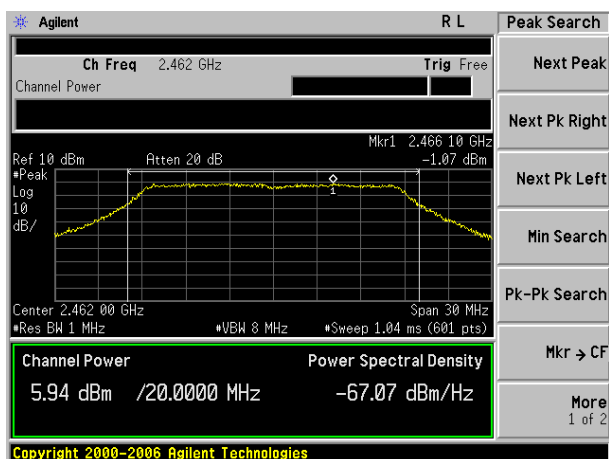 Agilent R L
Peak Search
Ch Freq 2.462 GHz Trig Free
Channel Power
Next Peak
Next Pk Right
Mkr1 2.466 10 GHz
Ref 10 dBm Atten 20 dB -1.07 dBm
#Peak
Log
10
dB/
1
Next Pk Left
Min Search
Pk-Pk Search
Center 2.462 00 GHz Span 30 MHz
#Res BW 1 MHz #VBW 8 MHz #Sweep 1.04 ms (601 pts)
Channel Power Power Spectral Density
5.94 dBm /20.0000 MHz -67.07 dBm/Hz
Mkr → CF
More
1 of 2
Copyright 2000-2006 Agilent Technologies